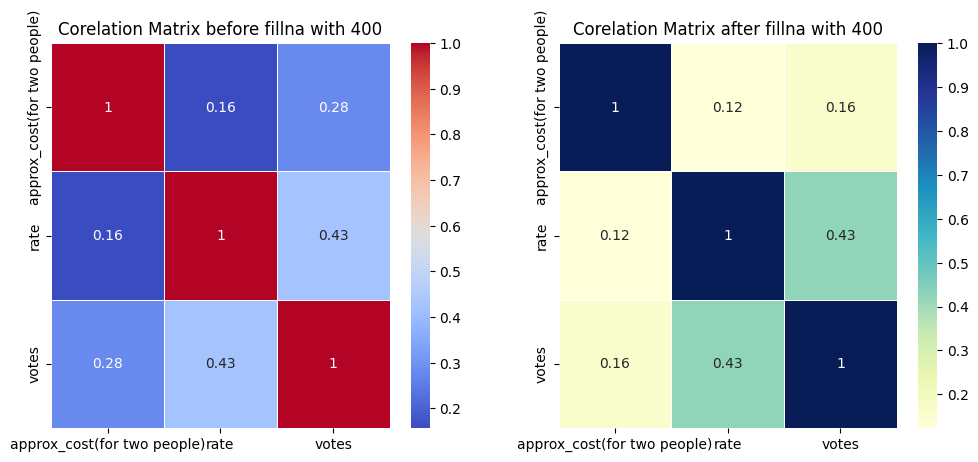 Corelation Matrix before fillna with 400
approx_cost(for two people)
rate
votes
1
0.16
0.28
0.16
1
0.43
0.28
0.43
1
approx_cost(for two people)
rate
votes
1.0
0.9
0.8
0.7
0.6
0.5
0.4
0.3
0.2
Corelation Matrix after fillna with 400
approx_cost(for two people)
rate
votes
1
0.12
0.16
0.12
1
0.43
0.16
0.43
1
approx_cost(for two people)
rate
votes
1.0
0.9
0.8
0.7
0.6
0.5
0.4
0.3
0.2